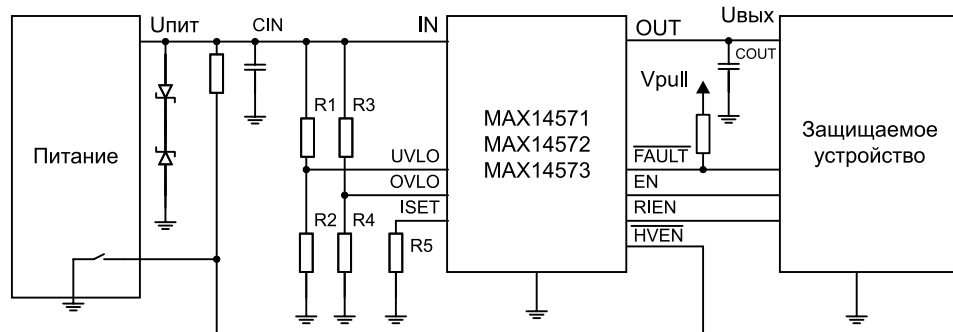 Uпит
CIN
IN
OUT
Uвых
COUT
Vpull
R1
R3
MAX14571
MAX14572
MAX14573
Питание
Защищаемое
устройство
UVLO
FAULT
OVLO
EN
ISET
RIEN
R2
R4
R5
HVEN